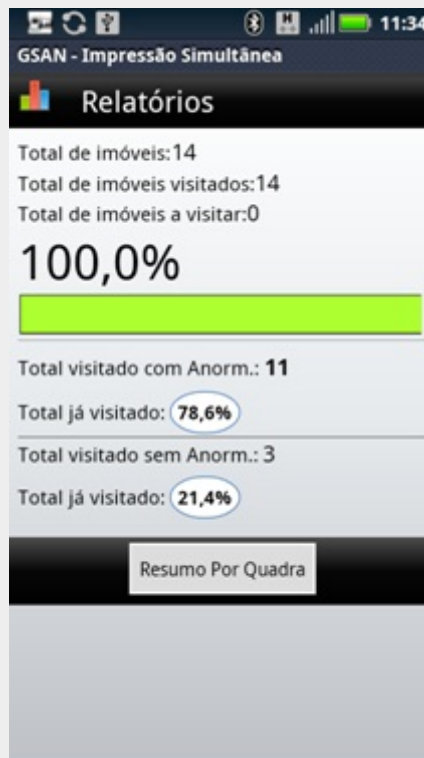 H 11:34
GSAN - Impressão Simultânea
Relatórios
Total de imóveis:14
Total de imóveis visitados:14
Total de imóveis a visitar:0
100,0%
Total visitado com Anorm.: 11
Total já visitado: 78,6%
Total visitado sem Anorm.: 3
Total já visitado: 21,4%
Resumo Por Quadra